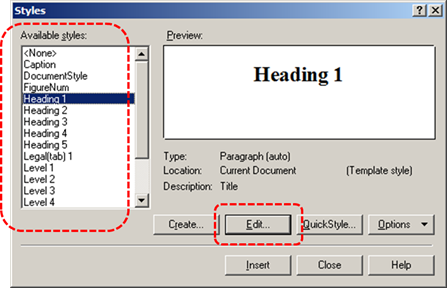 Styles
Available styles:
<None>
Caption
DocumentStyle
FigureNum
Heading 1
Heading 2
Heading 3
Heading 4
Heading 5
Legal(tab) 1
Level 1
Level 2
Level 3
Level 4
Preview:
Heading 1
Type: Paragraph (auto)
Location: Current Document (Template style)
Description: Title
Create... Edit... QuickStyle... Options
Insert Close Help